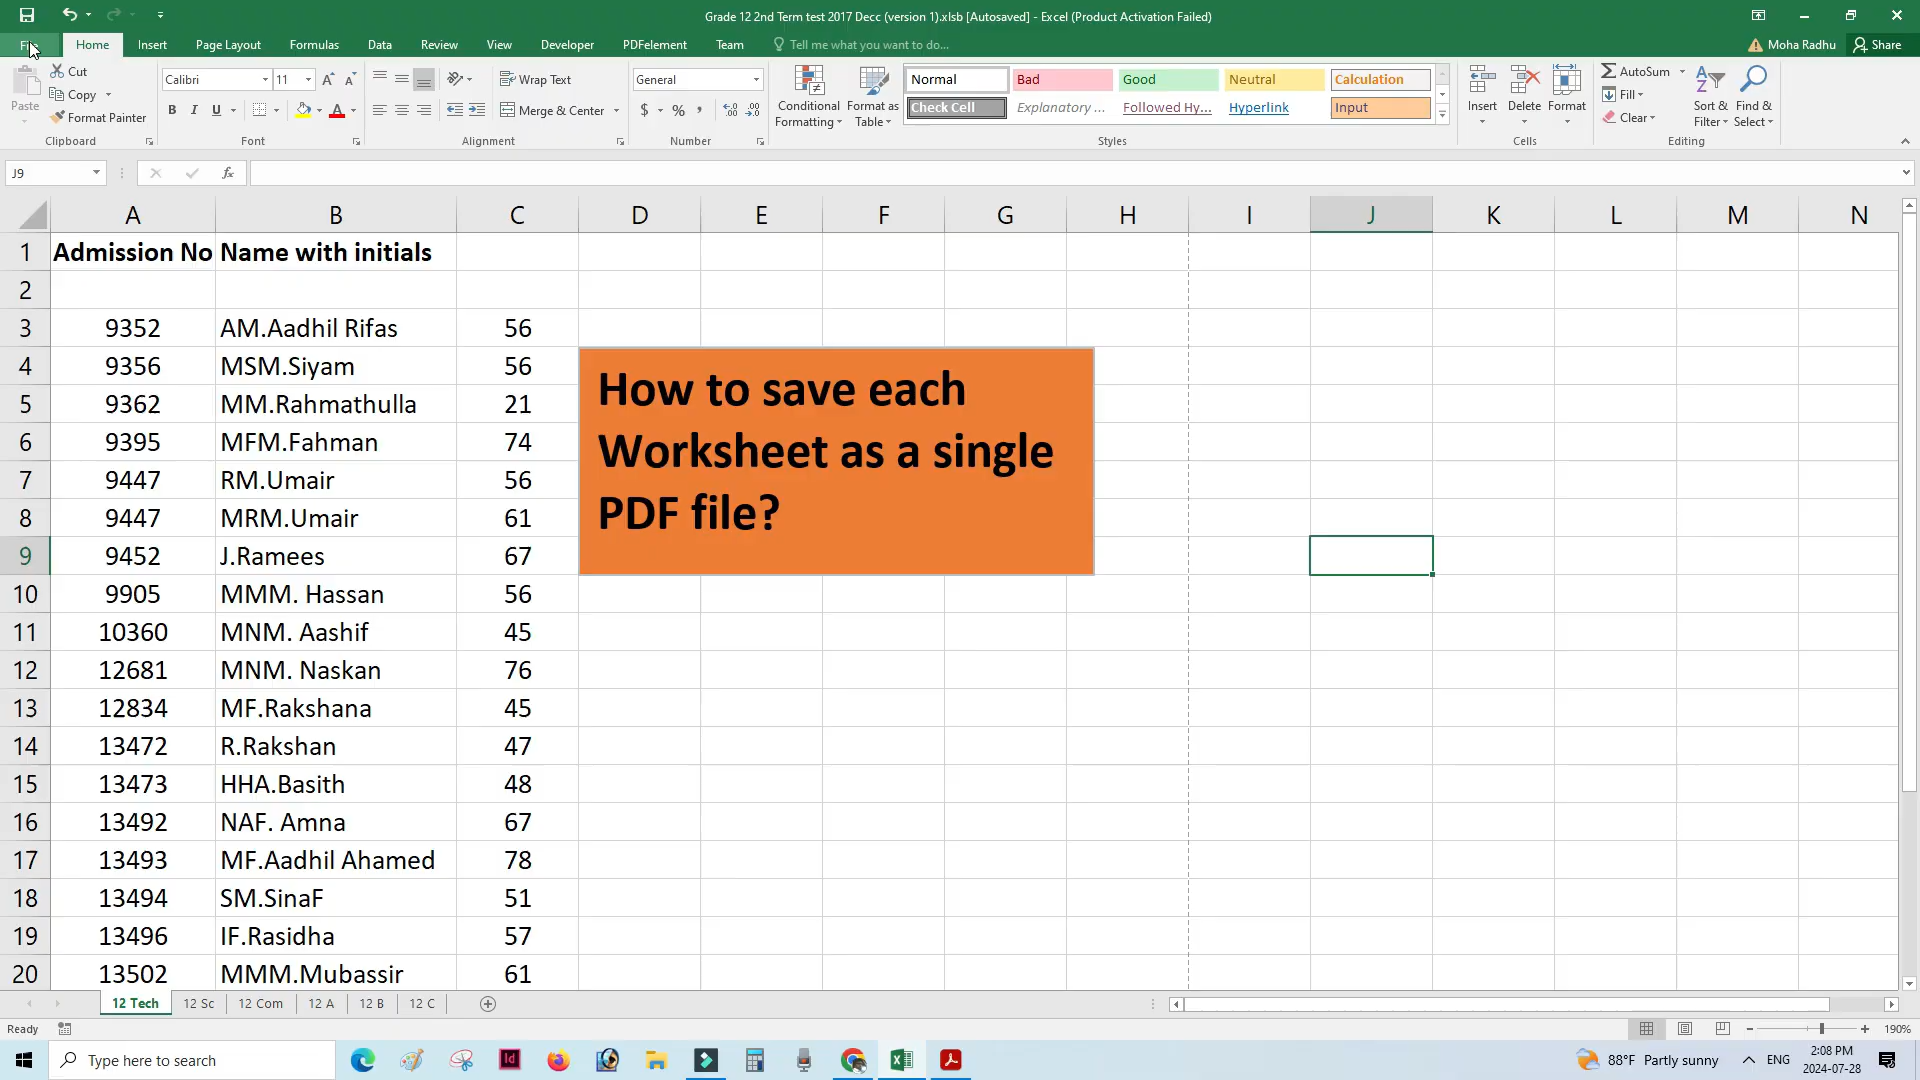 Grade 12 2nd Term test 2017 Decc (version 1).xlsb [Autosaved] - Excel (Product Activation Failed)
Home Insert Page Layout Formulas Data Review View Developer PDFelement Team Tell me what you want to do... Moha Radhu Share
Cut
Copy
Format Painter
Paste
Clipboard
Calibri 11
B I U
Font
Wrap Text
Merge & Center
Alignment
General
$ % ,
Number
Conditional Formatting
Format as Table
Normal Bad Good Neutral Calculation
Check Cell Explanatory ... Followed Hy... Hyperlink Input
Styles
Insert Delete Format
Cells
AutoSum
Fill
Clear
Sort & Filter
Find & Select
Editing
J9 fx
A B C D E F G H I J K L M N
1 Admission No Name with initials
2
3 9352 AM.Aadhil Rifas 56
4 9356 MSM.Siyam 56
5 9362 MM.Rahmathulla 21
6 9395 MFM.Fahman 74
7 9447 RM.Umair 56
8 9447 MRM.Umair 61
9 9452 J.Ramees 67
10 9905 MMM. Hassan 56
11 10360 MNM. Aashif 45
12 12681 MNM. Naskan 76
13 12834 MF.Rakshana 45
14 13472 R.Rakshan 47
15 13473 HHA.Basith 48
16 13492 NAF. Amna 67
17 13493 MF.Aadhil Ahamed 78
18 13494 SM.SinaF 51
19 13496 IF.Rasidha 57
20 13502 MMM.Mubassir 61
How to save each
Worksheet as a single
PDF file?
12 Tech 12 Sc 12 Com 12 A 12 B 12 C
Ready 190%
Type here to search
88°F Partly sunny ENG
2:08 PM
2024-07-28